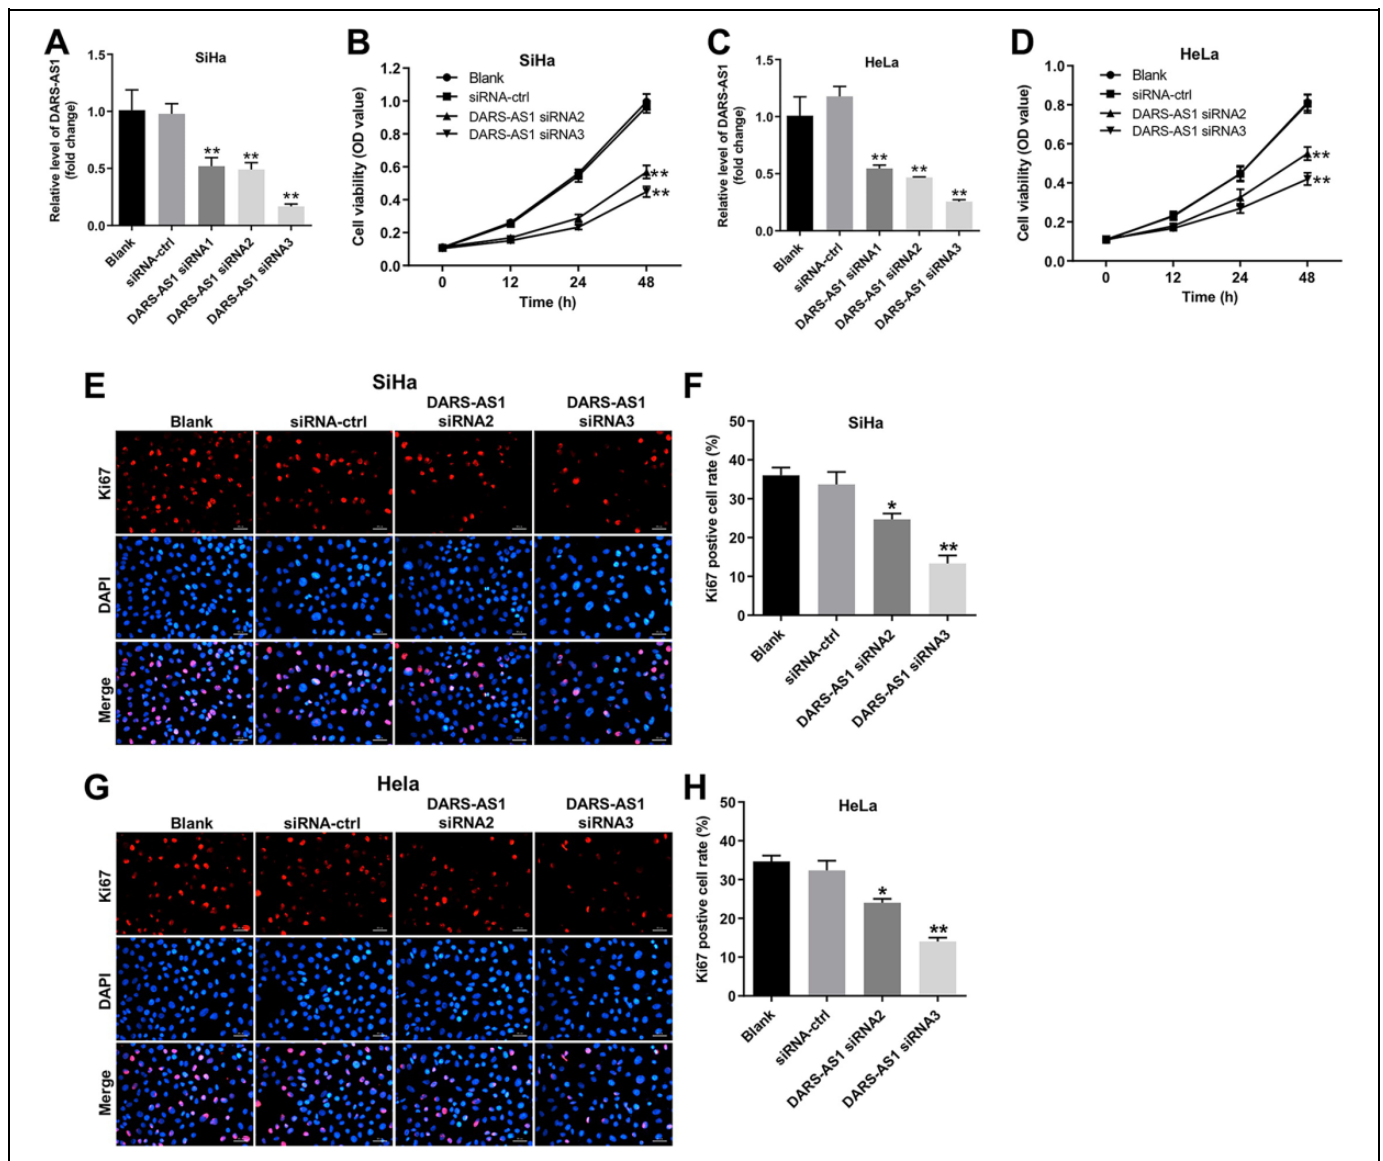 A
SiHa
Relative level of DARS-AS1
(fold change)
1.5
1.0
0.5
0.0
**
**
**
Blank
siRNA-ctrl
DARS-AS1 siRNA1
DARS-AS1 siRNA2
DARS-AS1 siRNA3
B
SiHa
Cell viability (OD value)
1.2
1.0
0.8
0.6
0.4
0.2
0.0
Blank
siRNA-ctrl
DARS-AS1 siRNA2
DARS-AS1 siRNA3
**
**
0 12 24 48
Time (h)
C
HeLa
Relative level of DARS-AS1
(fold change)
1.5
1.0
0.5
0.0
**
**
**
Blank
siRNA-ctrl
DARS-AS1 siRNA1
DARS-AS1 siRNA2
DARS-AS1 siRNA3
D
HeLa
Cell viability (OD value)
1.0
0.8
0.6
0.4
0.2
0.0
Blank
siRNA-ctrl
DARS-AS1 siRNA2
DARS-AS1 siRNA3
**
**
0 12 24 48
Time (h)
E
SiHa
Blank
siRNA-ctrl
DARS-AS1
siRNA2
DARS-AS1
siRNA3
Ki67
DAPI
Merge
F
SiHa
Ki67 postive cell rate (%)
50
40
30
20
10
0
*
**
Blank
siRNA-ctrl
DARS-AS1 siRNA2
DARS-AS1 siRNA3
G
Hela
Blank
siRNA-ctrl
DARS-AS1
siRNA2
DARS-AS1
siRNA3
Ki67
DAPI
Merge
H
HeLa
Ki67 postive cell rate (%)
50
40
30
20
10
0
*
**
Blank
siRNA-ctrl
DARS-AS1 siRNA2
DARS-AS1 siRNA3